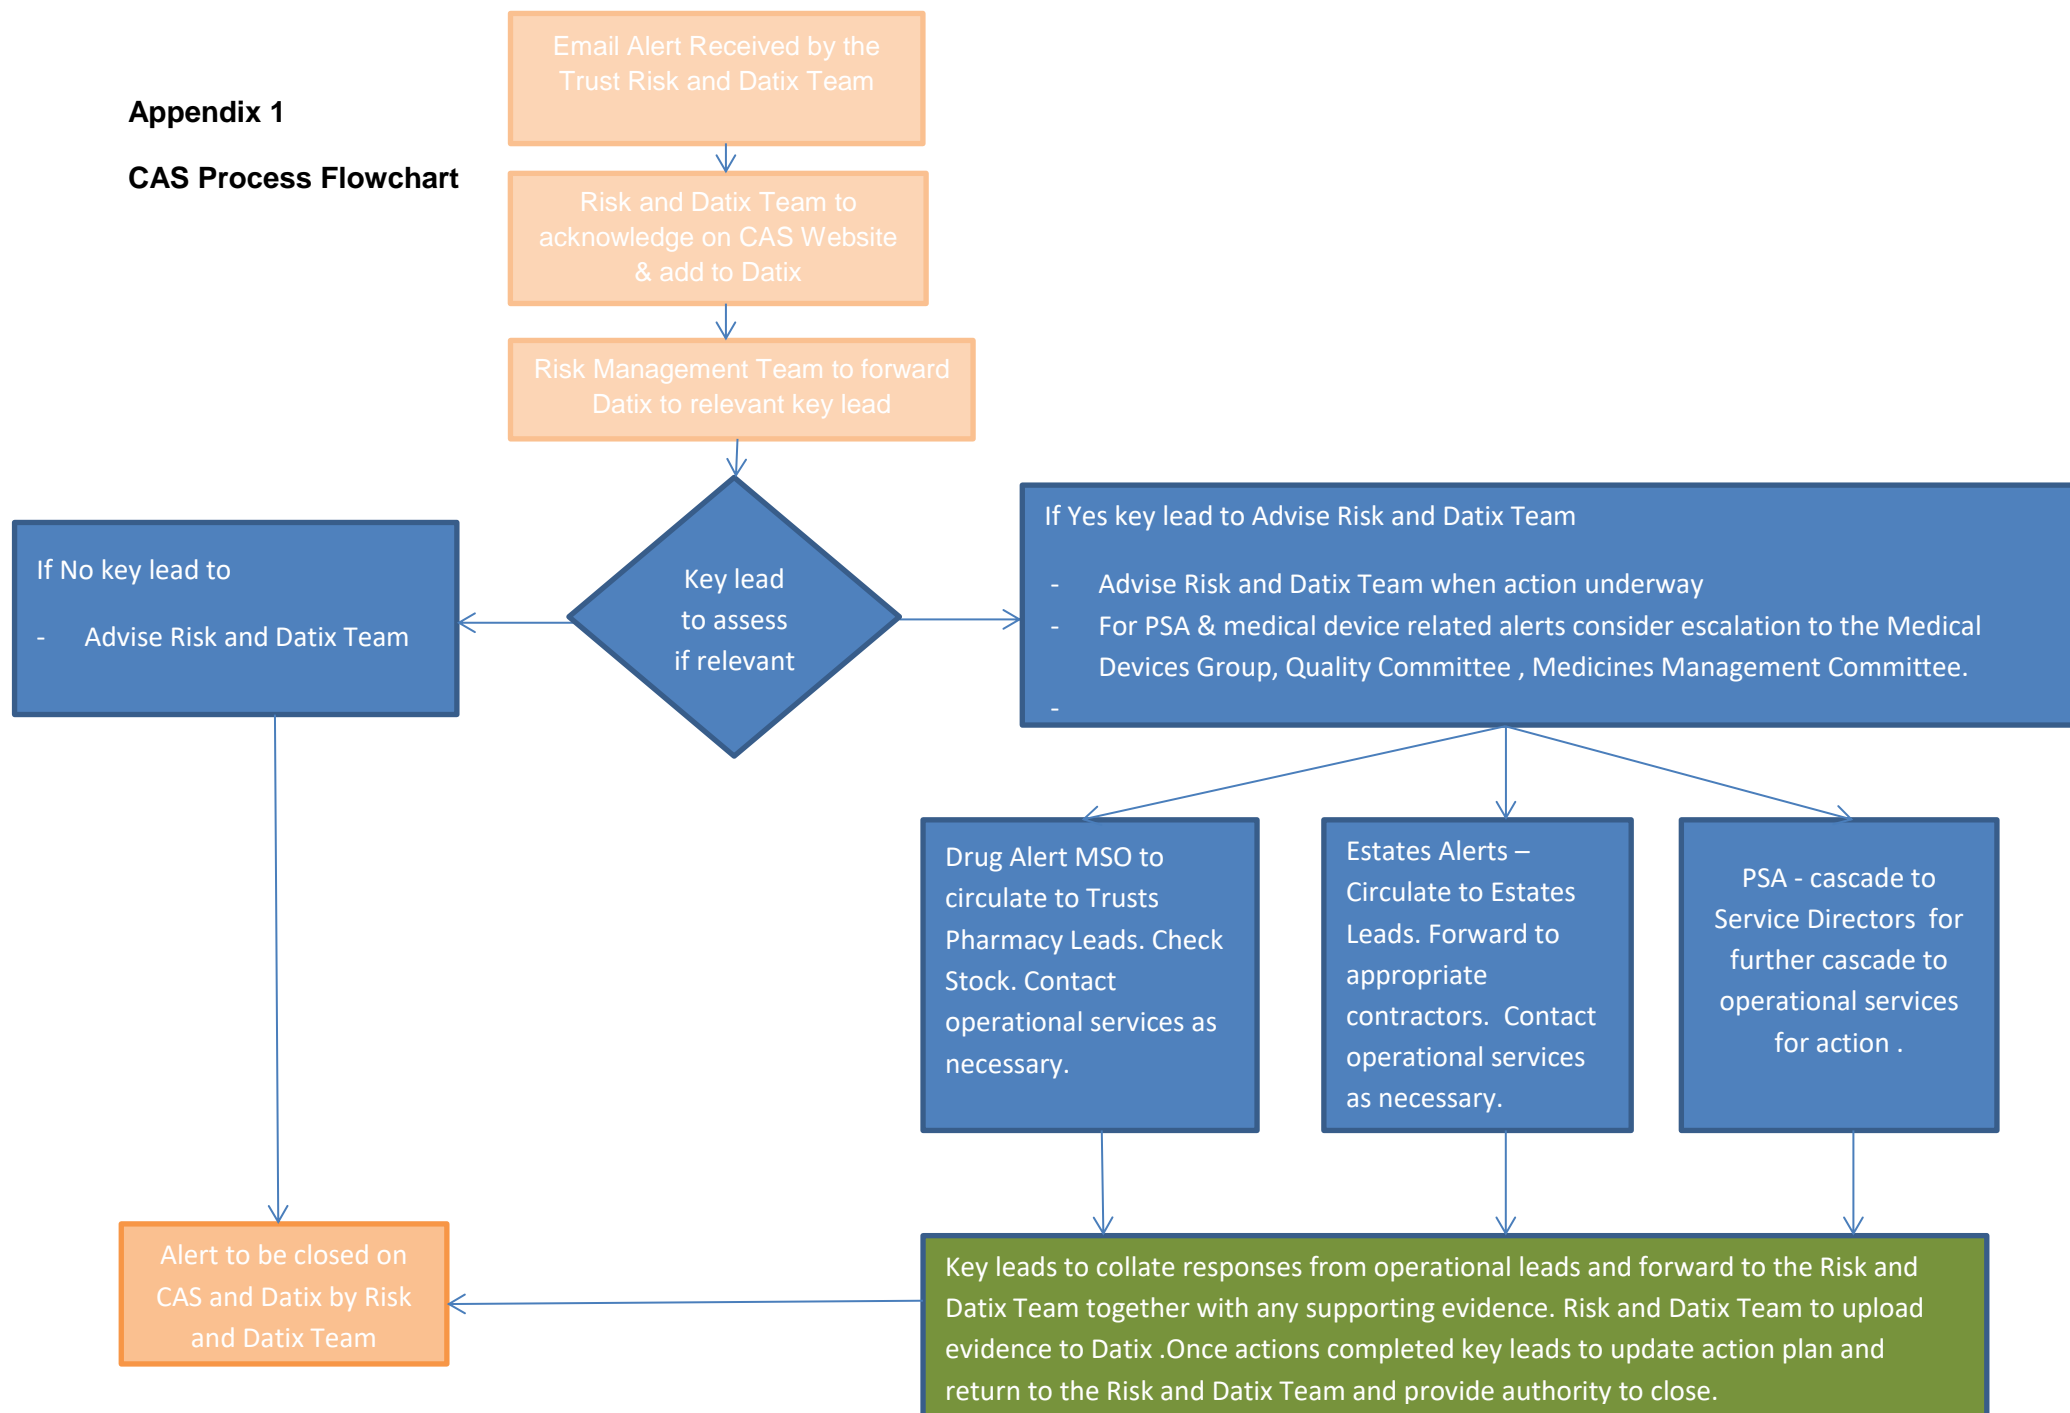 Appendix 1
CAS Process Flowchart
Email Alert Received by the
Trust Risk and Datix Team
Risk and Datix Team to
acknowledge on CAS Website
& add to Datix
Risk Management Team to forward
Datix to relevant key lead
Key lead
to assess
if relevant
If No key lead to
- Advise Risk and Datix Team
If Yes key lead to Advise Risk and Datix Team
- Advise Risk and Datix Team when action underway
- For PSA & medical device related alerts consider escalation to the Medical
Devices Group, Quality Committee , Medicines Management Committee.
-
Drug Alert MSO to
circulate to Trusts
Pharmacy Leads. Check
Stock. Contact
operational services as
necessary.
Estates Alerts –
Circulate to Estates
Leads. Forward to
appropriate
contractors.  Contact
operational services
as necessary.
PSA - cascade to
Service Directors  for
further cascade to
operational services
for action .
Alert to be closed on
CAS and Datix by Risk
and Datix Team
Key leads to collate responses from operational leads and forward to the Risk and
Datix Team together with any supporting evidence. Risk and Datix Team to upload
evidence to Datix .Once actions completed key leads to update action plan and
return to the Risk and Datix Team and provide authority to close.